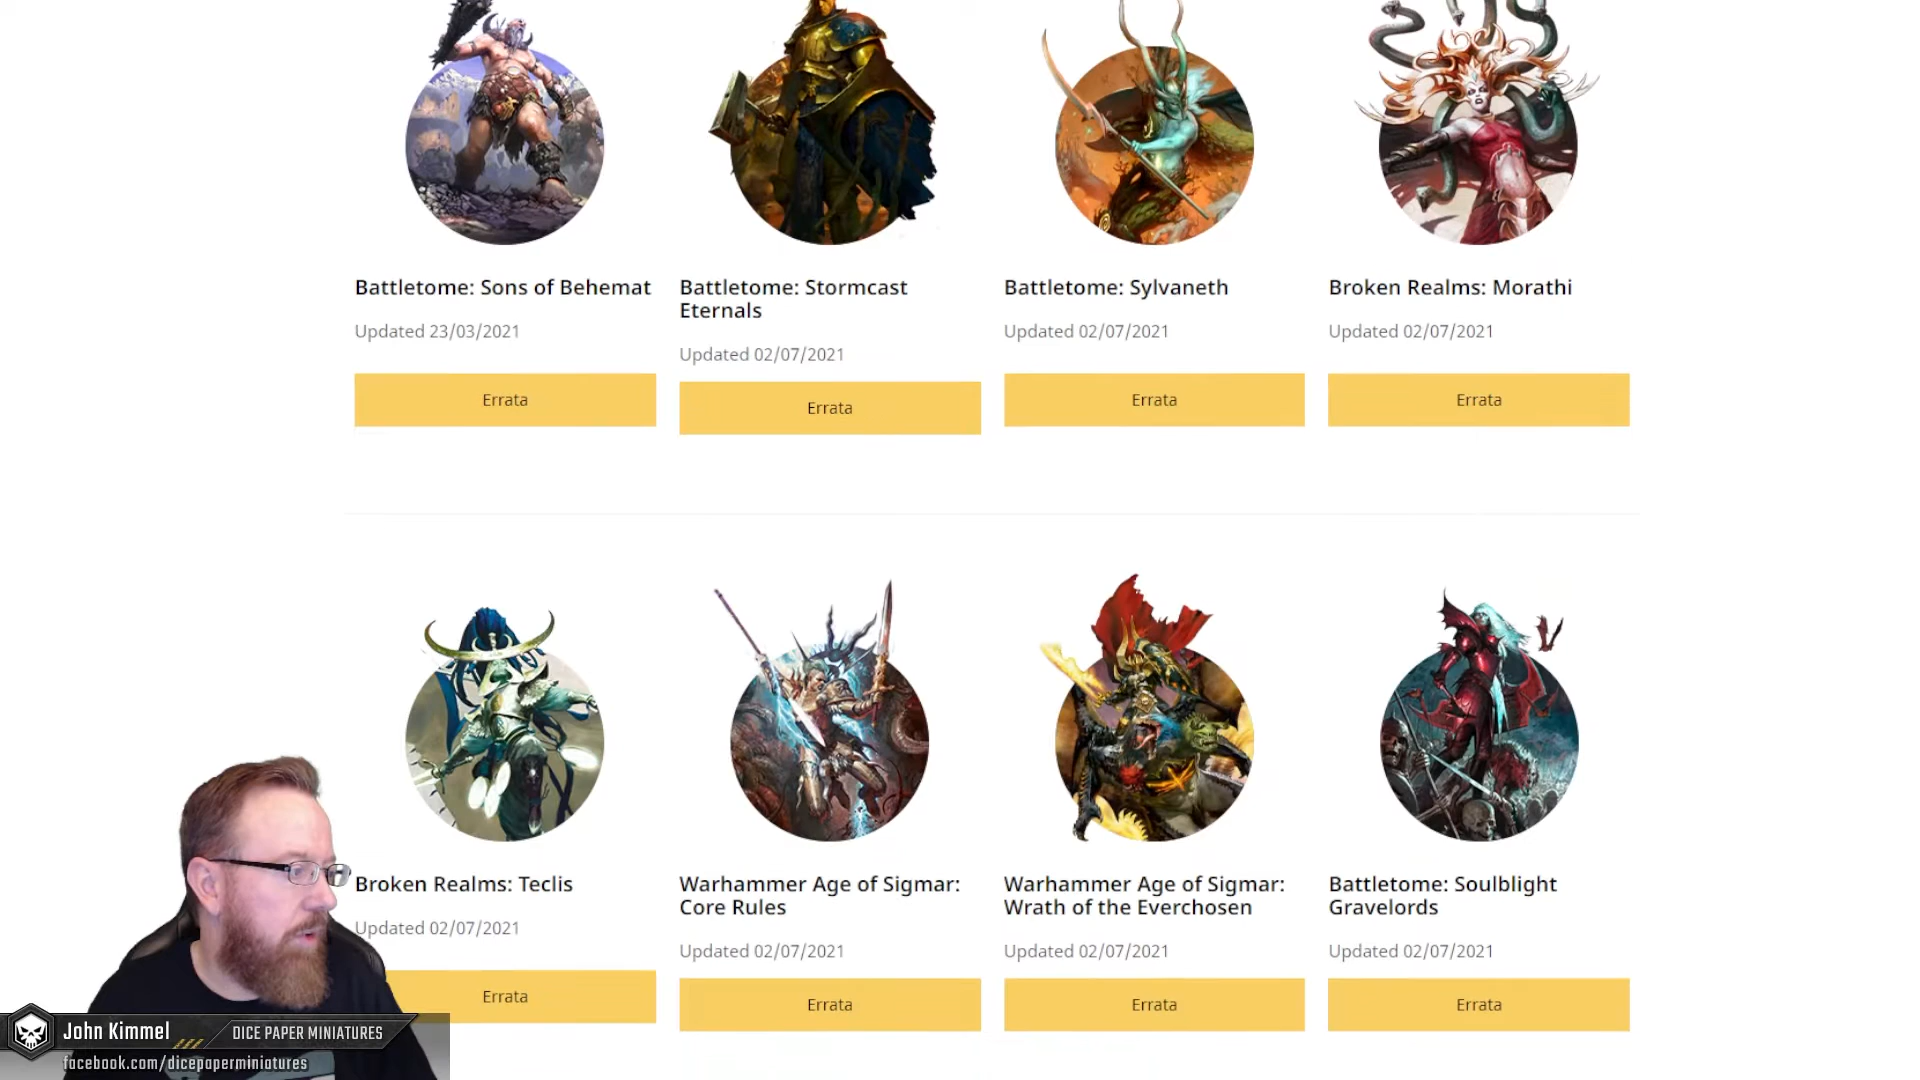 Battletome: Sons of Behemat
Updated 23/03/2021
Errata
Battletome: Stormcast
Eternals
Updated 02/07/2021
Errata
Battletome: Sylvaneth
Updated 02/07/2021
Errata
Broken Realms: Morathi
Updated 02/07/2021
Errata
Broken Realms: Teclis
Updated 02/07/2021
Errata
Warhammer Age of Sigmar:
Core Rules
Updated 02/07/2021
Errata
Warhammer Age of Sigmar:
Wrath of the Everchosen
Updated 02/07/2021
Errata
Battletome: Soulblight
Gravelords
Updated 02/07/2021
Errata
John Kimmel
DICE PAPER MINIATURES
facebook.com/dicepaperminiatures